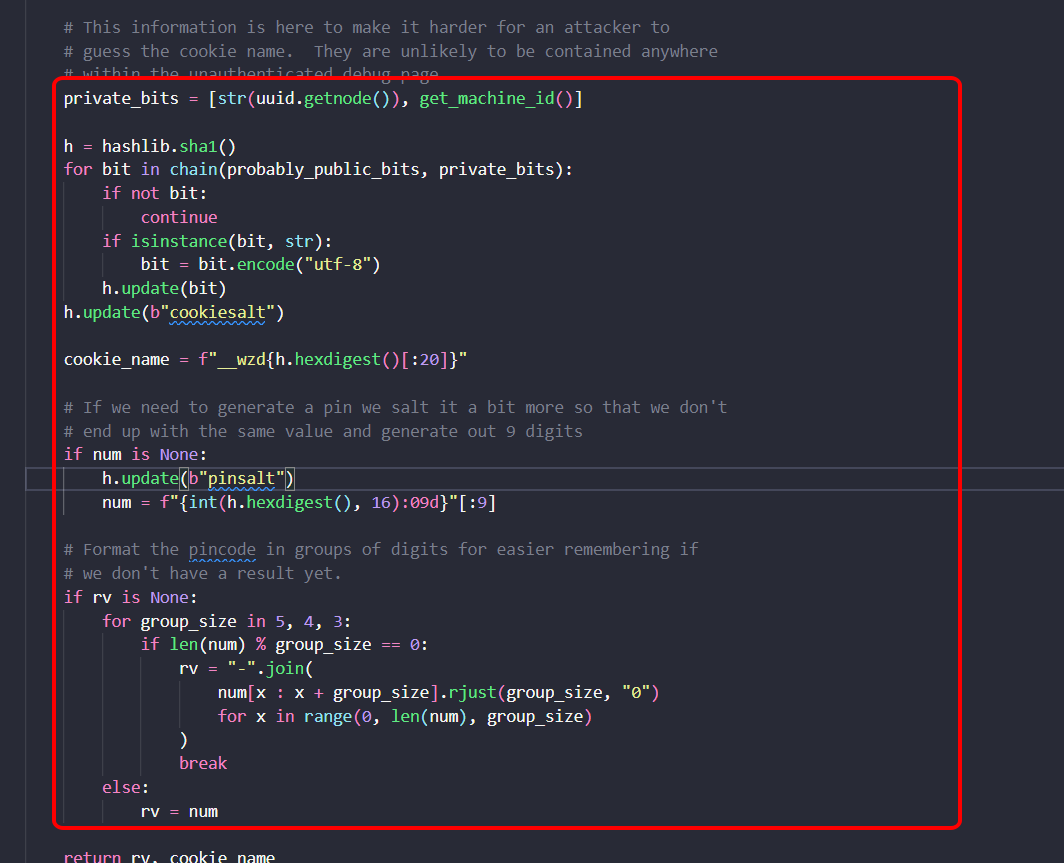 # This information is here to make it harder for an attacker to
# guess the cookie name.  They are unlikely to be contained anywhere
# within the unauthenticated debug page
private_bits = [str(uuid.getnode()), get_machine_id()]
h = hashlib.sha1()
for bit in chain(probably_public_bits, private_bits):
    if not bit:
        continue
    if isinstance(bit, str):
        bit = bit.encode("utf-8")
    h.update(bit)
h.update(b"cookiesalt")
cookie_name = f"__wzd{h.hexdigest()[:20]}"
# If we need to generate a pin we salt it a bit more so that we don't
# end up with the same value and generate out 9 digits
if num is None:
    h.update(b"pinsalt")
    num = f"{int(h.hexdigest(), 16):09d}"[:9]
# Format the pincode in groups of digits for easier remembering if
# we don't have a result yet.
if rv is None:
    for group_size in 5, 4, 3:
        if len(num) % group_size == 0:
            rv = "-".join(
                num[x : x + group_size].rjust(group_size, "0")
                for x in range(0, len(num), group_size)
            )
            break
    else:
        rv = num
return rv, cookie_name